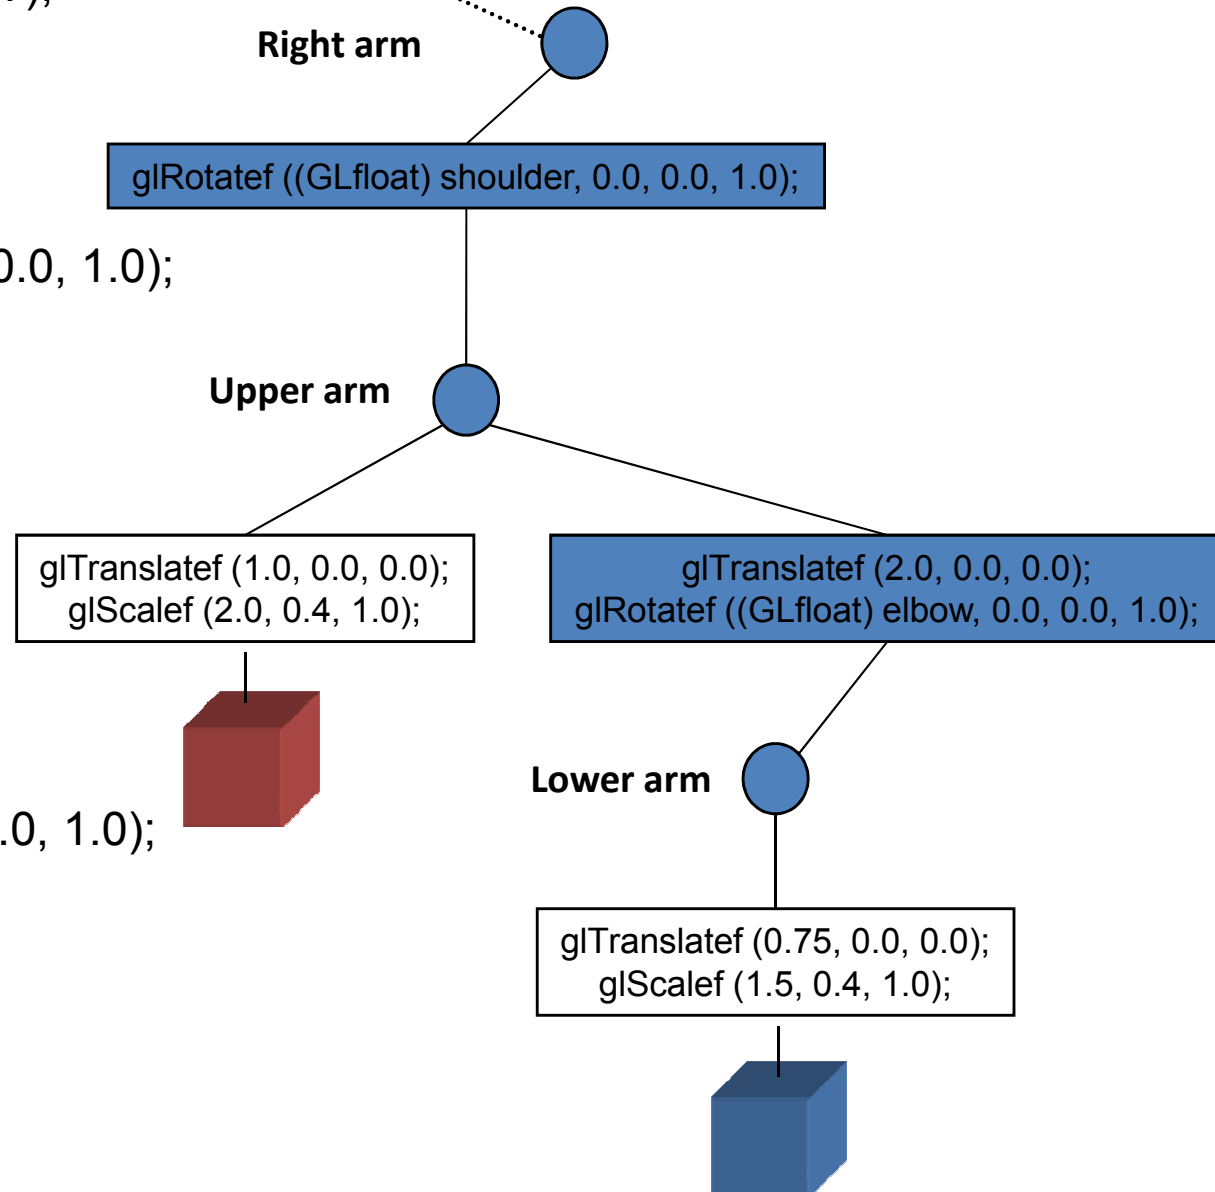 );
Right arm
glRotatef ((GLfloat) shoulder, 0.0, 0.0, 1.0);
0.0, 1.0);
Upper arm
glTranslatef (1.0, 0.0, 0.0);
glScalef (2.0, 0.4, 1.0);
glTranslatef (2.0, 0.0, 0.0);
glRotatef ((GLfloat) elbow, 0.0, 0.0, 1.0);
Lower arm
.0, 1.0);
glTranslatef (0.75, 0.0, 0.0);
glScalef (1.5, 0.4, 1.0);